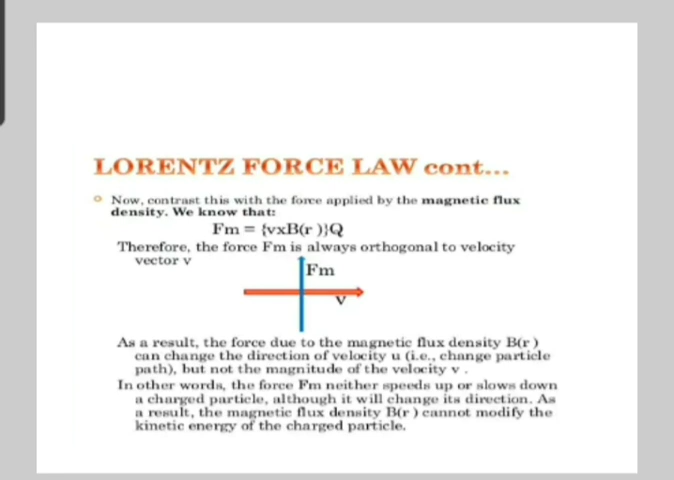 LORENTZ FORCE LAW cont...
Now, contrast this with the force applied by the magnetic flux
density. We know that:
Fm = {vxB(r )}Q
Therefore, the force Fm is always orthogonal to velocity
vector v
Fm
v
As a result, the force due to the magnetic flux density B(r )
can change the direction of velocity u (i.e., change particle
path), but not the magnitude of the velocity v .
In other words, the force Fm neither speeds up or slows down
a charged particle, although it will change its direction. As
a result, the magnetic flux density B(r ) cannot modify the
kinetic energy of the charged particle.